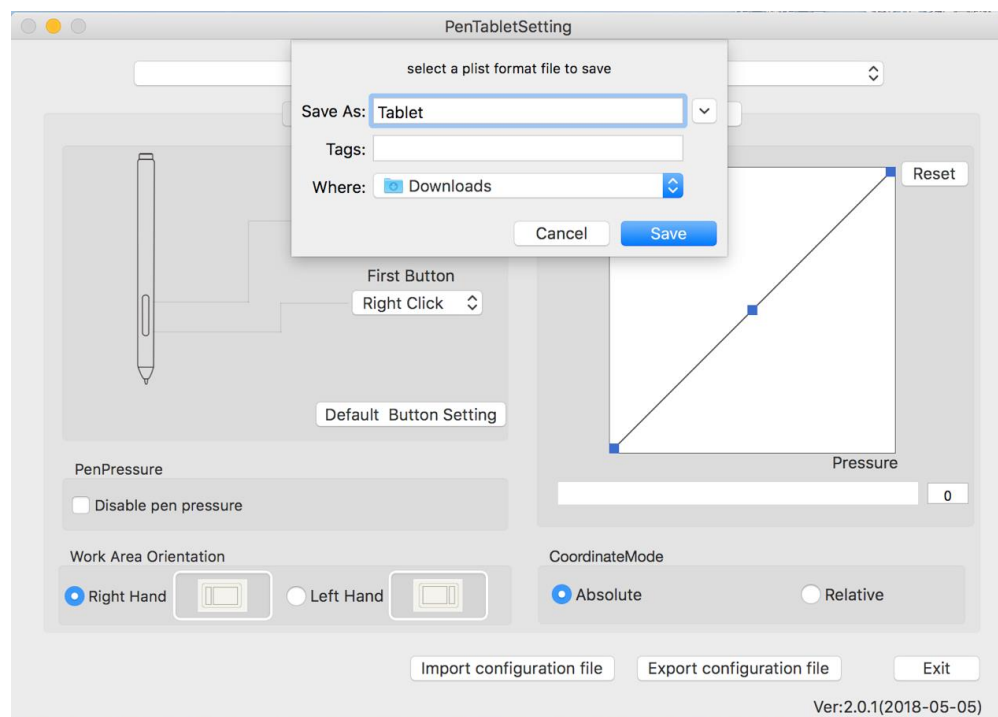 PenTabletSetting
select a plist format file to save
Save As: Tablet
Tags:
Where: Downloads
Cancel Save
Reset
First Button
Right Click
Default Button Setting
Pressure
0
PenPressure
Disable pen pressure
Work Area Orientation
Right Hand Left Hand
CoordinateMode
Absolute Relative
Import configuration file Export configuration file Exit
Ver:2.0.1(2018-05-05)